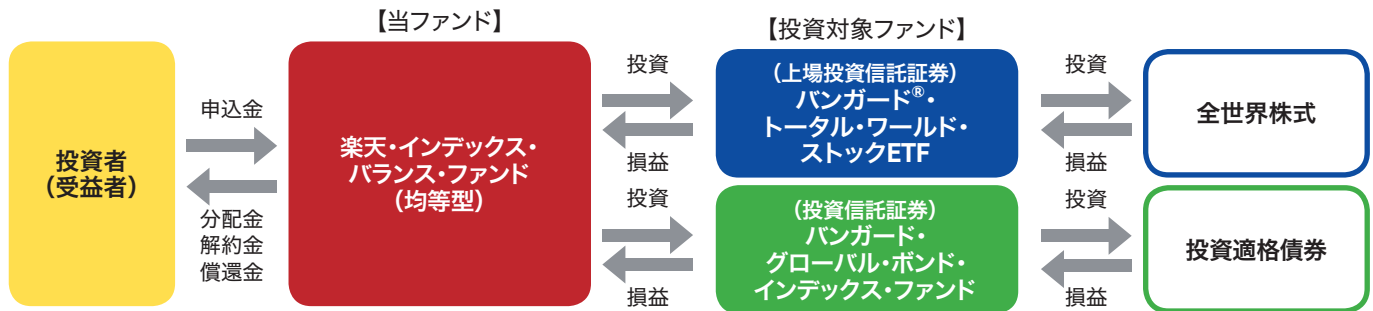 【当ファンド】
【投資対象ファンド】
投資者
（受益者）
申込金
分配金
解約金
償還金
楽天・インデックス・
バランス・ファンド
（均等型）
投資
損益
投資
損益
（上場投資信託証券）
バンガード®・
トータル・ワールド・
ストックETF
（投資信託証券）
バンガード・
グローバル・ボンド・
インデックス・ファンド
投資
損益
投資
損益
全世界株式
投資適格債券